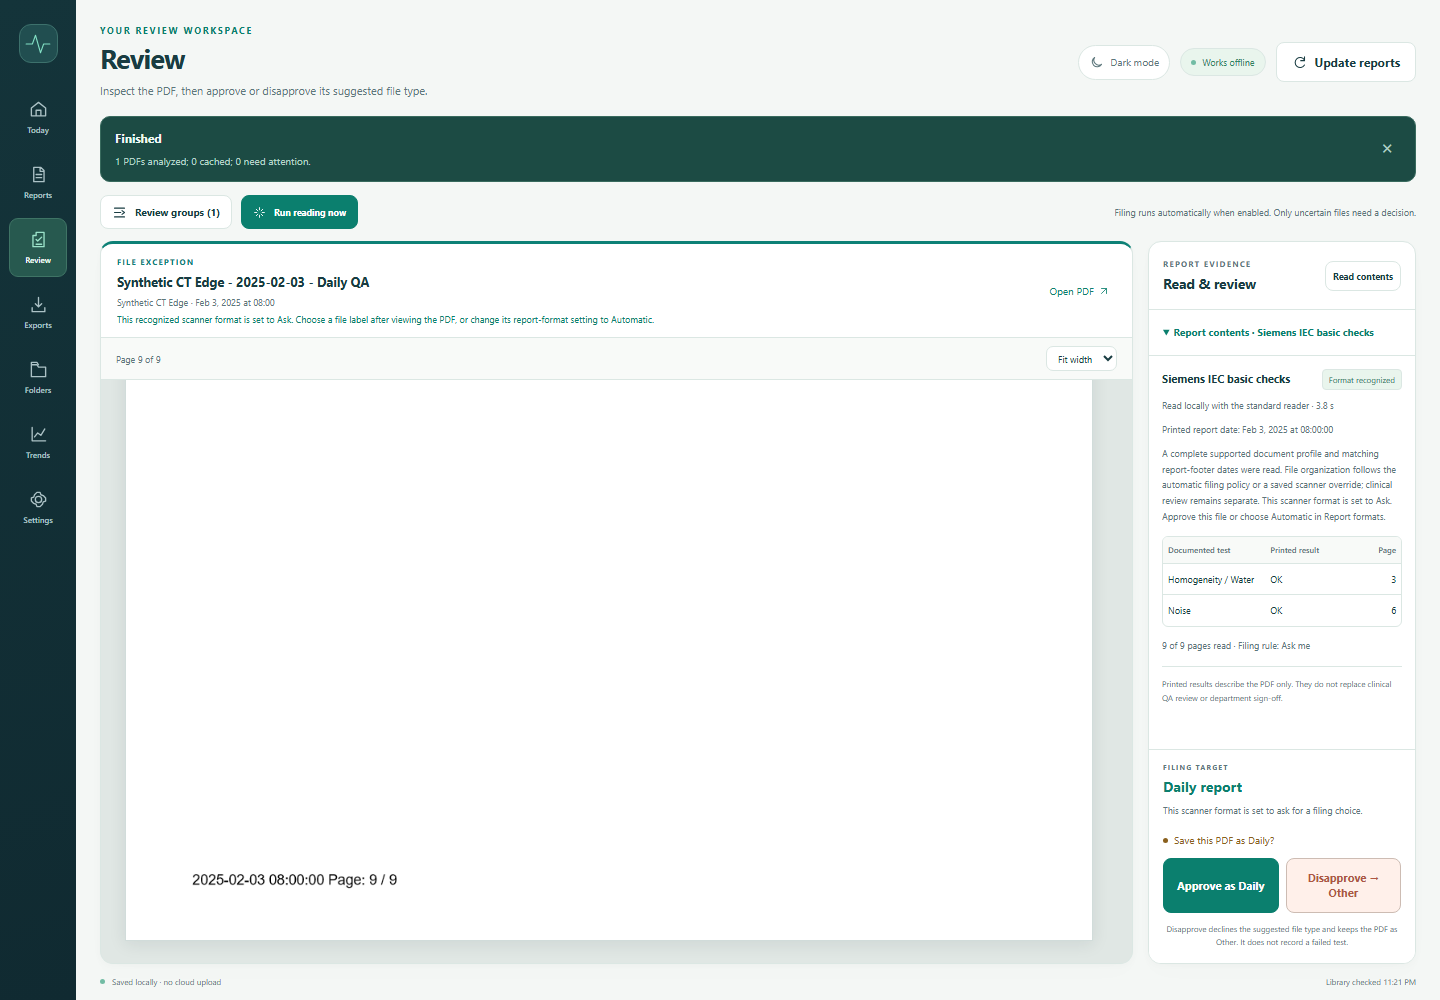 YOUR REVIEW WORKSPACE
Review
Inspect the PDF, then approve or disapprove its suggested file type.
Dark mode
Works offline
Update reports
Today
Reports
Review
Exports
Folders
Trends
Settings
Finished
1 PDFs analyzed; 0 cached; 0 need attention.
Review groups (1)
Run reading now
Filing runs automatically when enabled. Only uncertain files need a decision.
FILE EXCEPTION
Synthetic CT Edge - 2025-02-03 - Daily QA
Synthetic CT Edge · Feb 3, 2025 at 08:00
This recognized scanner format is set to Ask. Choose a file label after viewing the PDF, or change its report-format setting to Automatic.
Open PDF
Page 9 of 9
Fit width
2025-02-03 08:00:00 Page: 9 / 9
REPORT EVIDENCE
Read & review
Read contents
Report contents · Siemens IEC basic checks
Siemens IEC basic checks
Format recognized
Read locally with the standard reader · 3.8 s
Printed report date: Feb 3, 2025 at 08:00:00
A complete supported document profile and matching
report-footer dates were read. File organization follows the
automatic filing policy or a saved scanner override; clinical
review remains separate. This scanner format is set to Ask.
Approve this file or choose Automatic in Report formats.
Documented test Printed result Page
Homogeneity / Water OK 3
Noise OK 6
9 of 9 pages read · Filing rule: Ask me
Printed results describe the PDF only. They do not replace clinical
QA review or department sign-off.
FILING TARGET
Daily report
This scanner format is set to ask for a filing choice.
Save this PDF as Daily?
Approve as Daily
Disapprove →
Other
Disapprove declines the suggested file type and keeps the PDF as
Other. It does not record a failed test.
Saved locally · no cloud upload
Library checked 11:21 PM